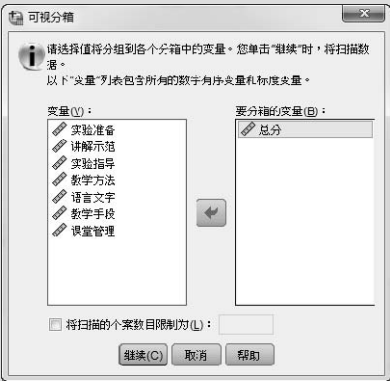 可视分箱
请选择值将分组到各个分箱中的变量。您单击"继续"时，将扫描数
据。
以下"变量"列表包含所有的数字有序变量和标度变量。
变量(V)：
要分箱的变量(B)：
实验准备
讲解示范
实验指导
教学方法
语言文字
教学手段
课堂管理
总分
将扫描的个案数目限制为(L)：
继续(C)
取消
帮助